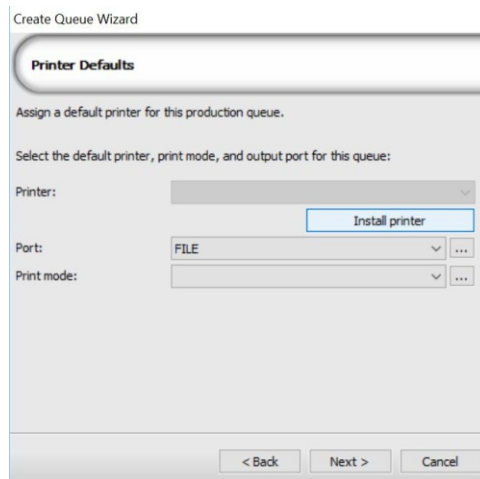 Create Queue Wizard
Printer Defaults
Assign a default printer for this production queue.
Select the default printer, print mode, and output port for this queue:
Printer:
Install printer
Port: FILE ...
Print mode: ...
< Back Next > Cancel